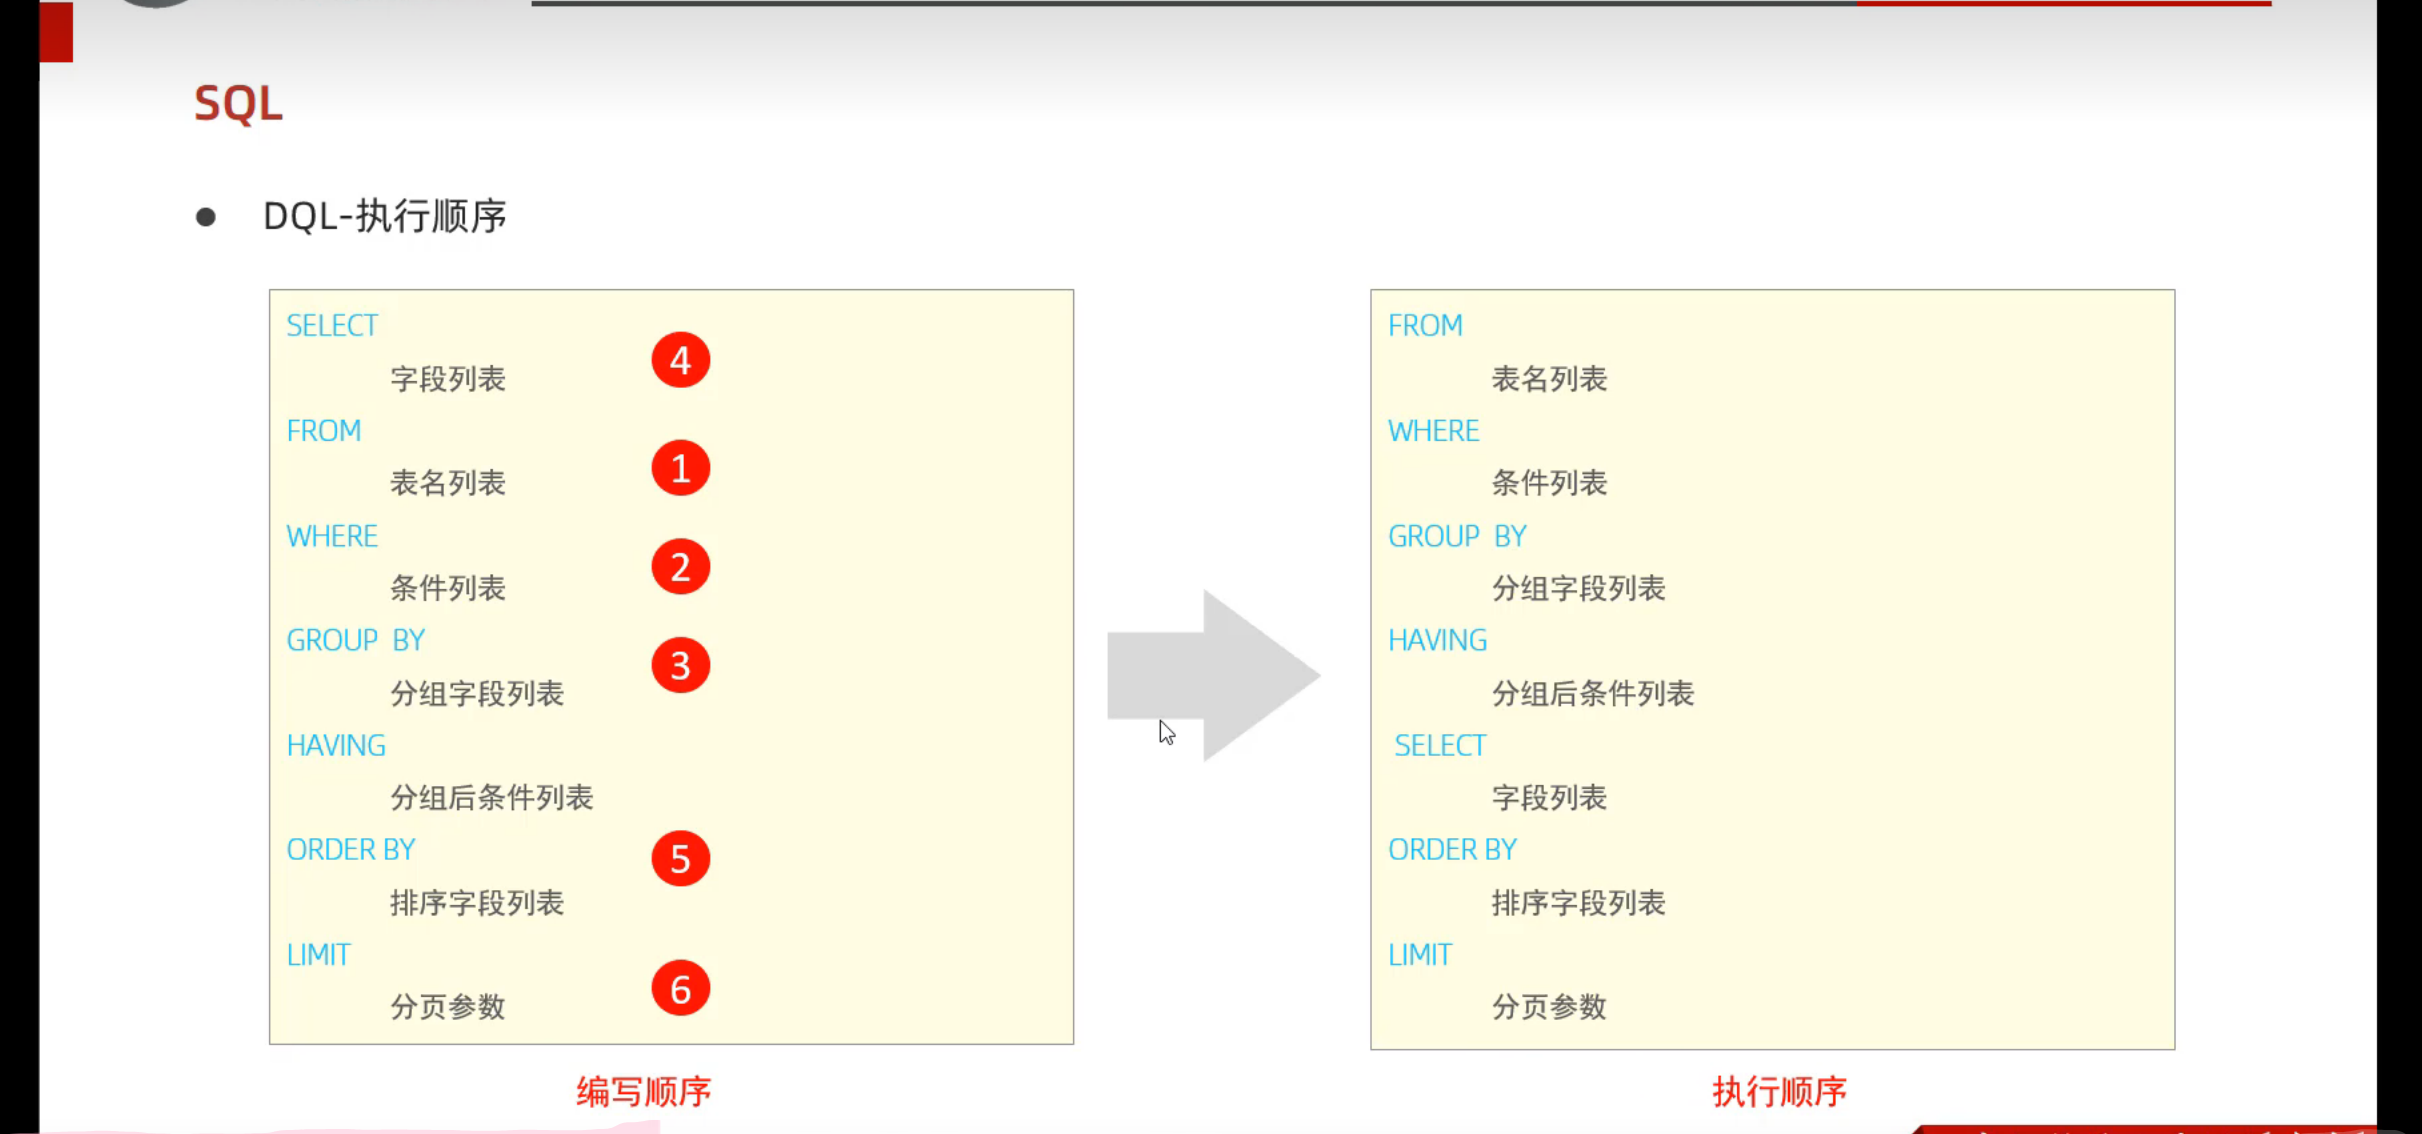 SQL
DQL-执行顺序
SELECT
字段列表
4
FROM
表名列表
1
WHERE
条件列表
2
GROUP BY
分组字段列表
3
HAVING
分组后条件列表
ORDER BY
排序字段列表
5
LIMIT
分页参数
6
编写顺序
FROM
表名列表
WHERE
条件列表
GROUP BY
分组字段列表
HAVING
分组后条件列表
SELECT
字段列表
ORDER BY
排序字段列表
LIMIT
分页参数
执行顺序